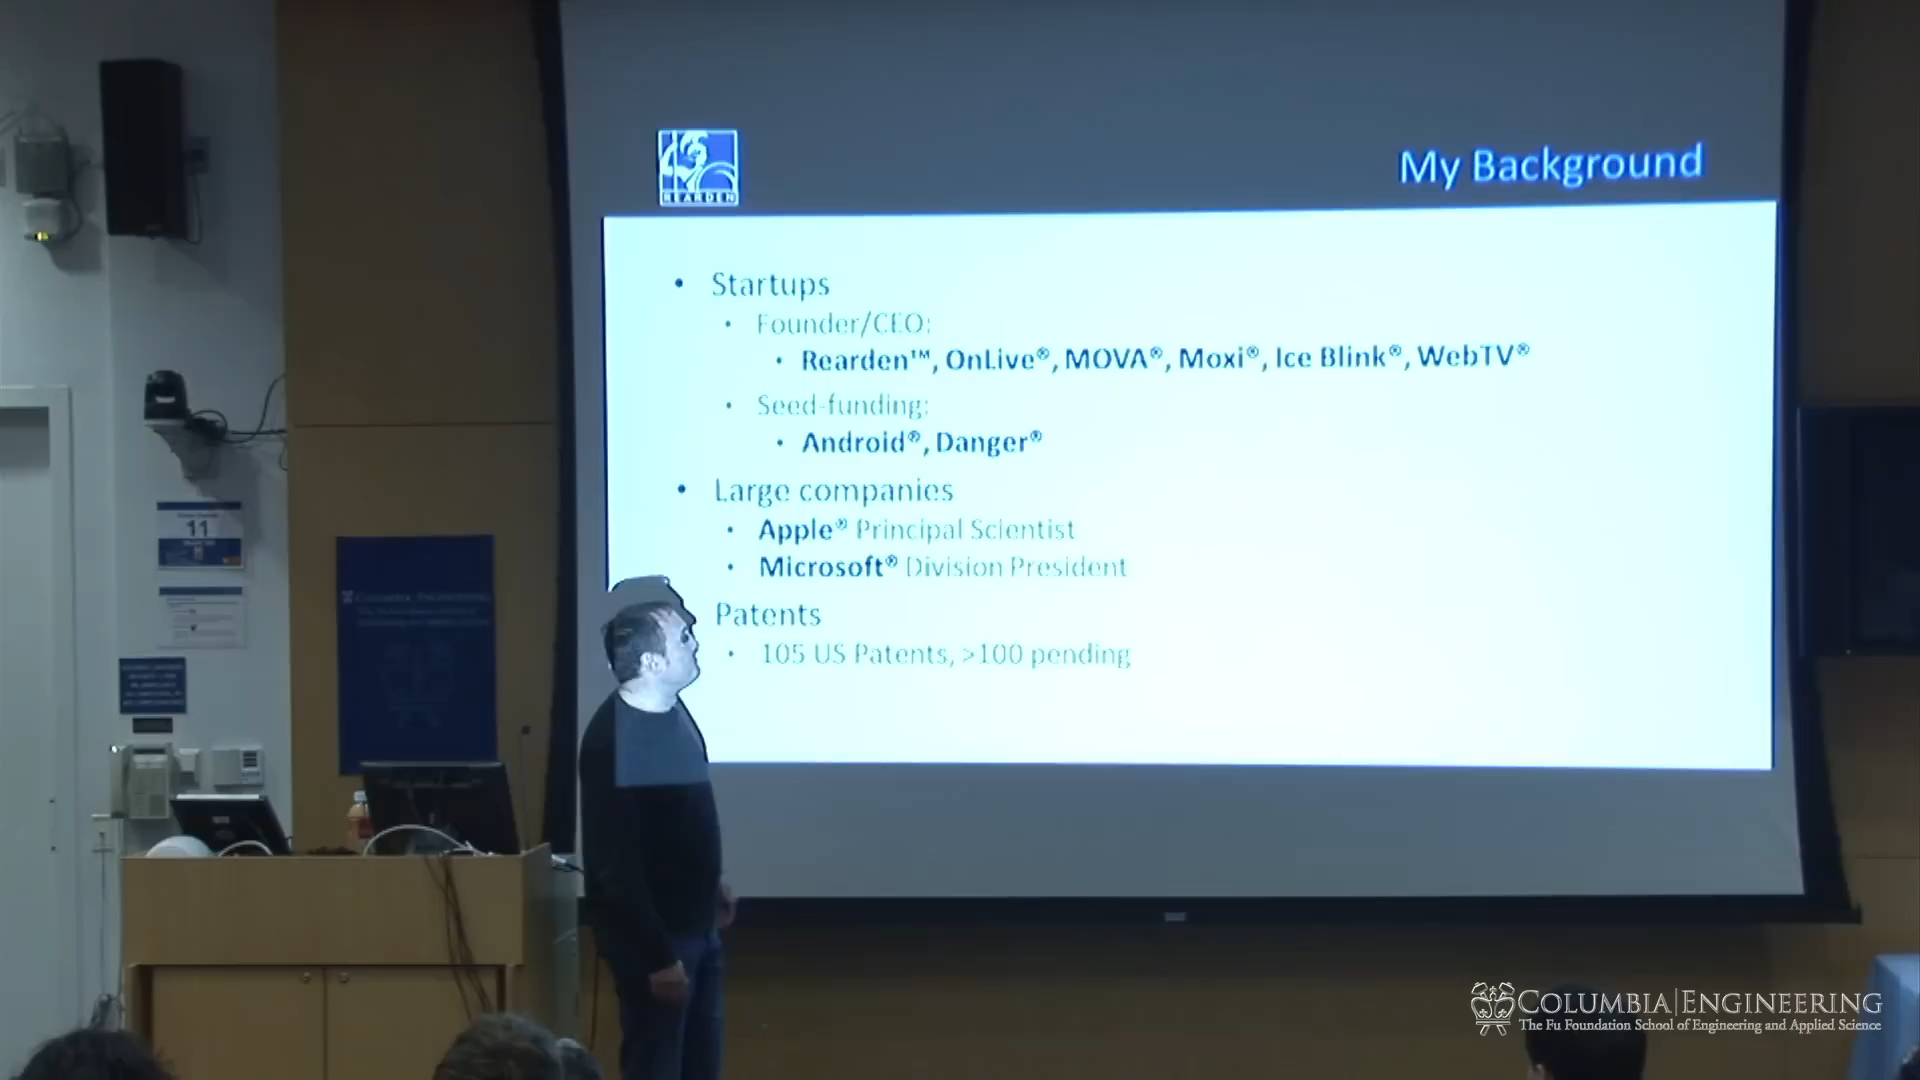 REARDEN
My Background
• Startups
• Founder/CEO:
• Rearden™, OnLive®, MOVA®, Moxi®, Ice Blink®, WebTV®
• Seed-funding:
• Android®, Danger®
• Large companies
• Apple® Principal Scientist
• Microsoft® Division President
Patents
• 105 US Patents, >100 pending
11
COLUMBIA ENGINEERING
COLUMBIA|ENGINEERING
The Fu Foundation School of Engineering and Applied Science